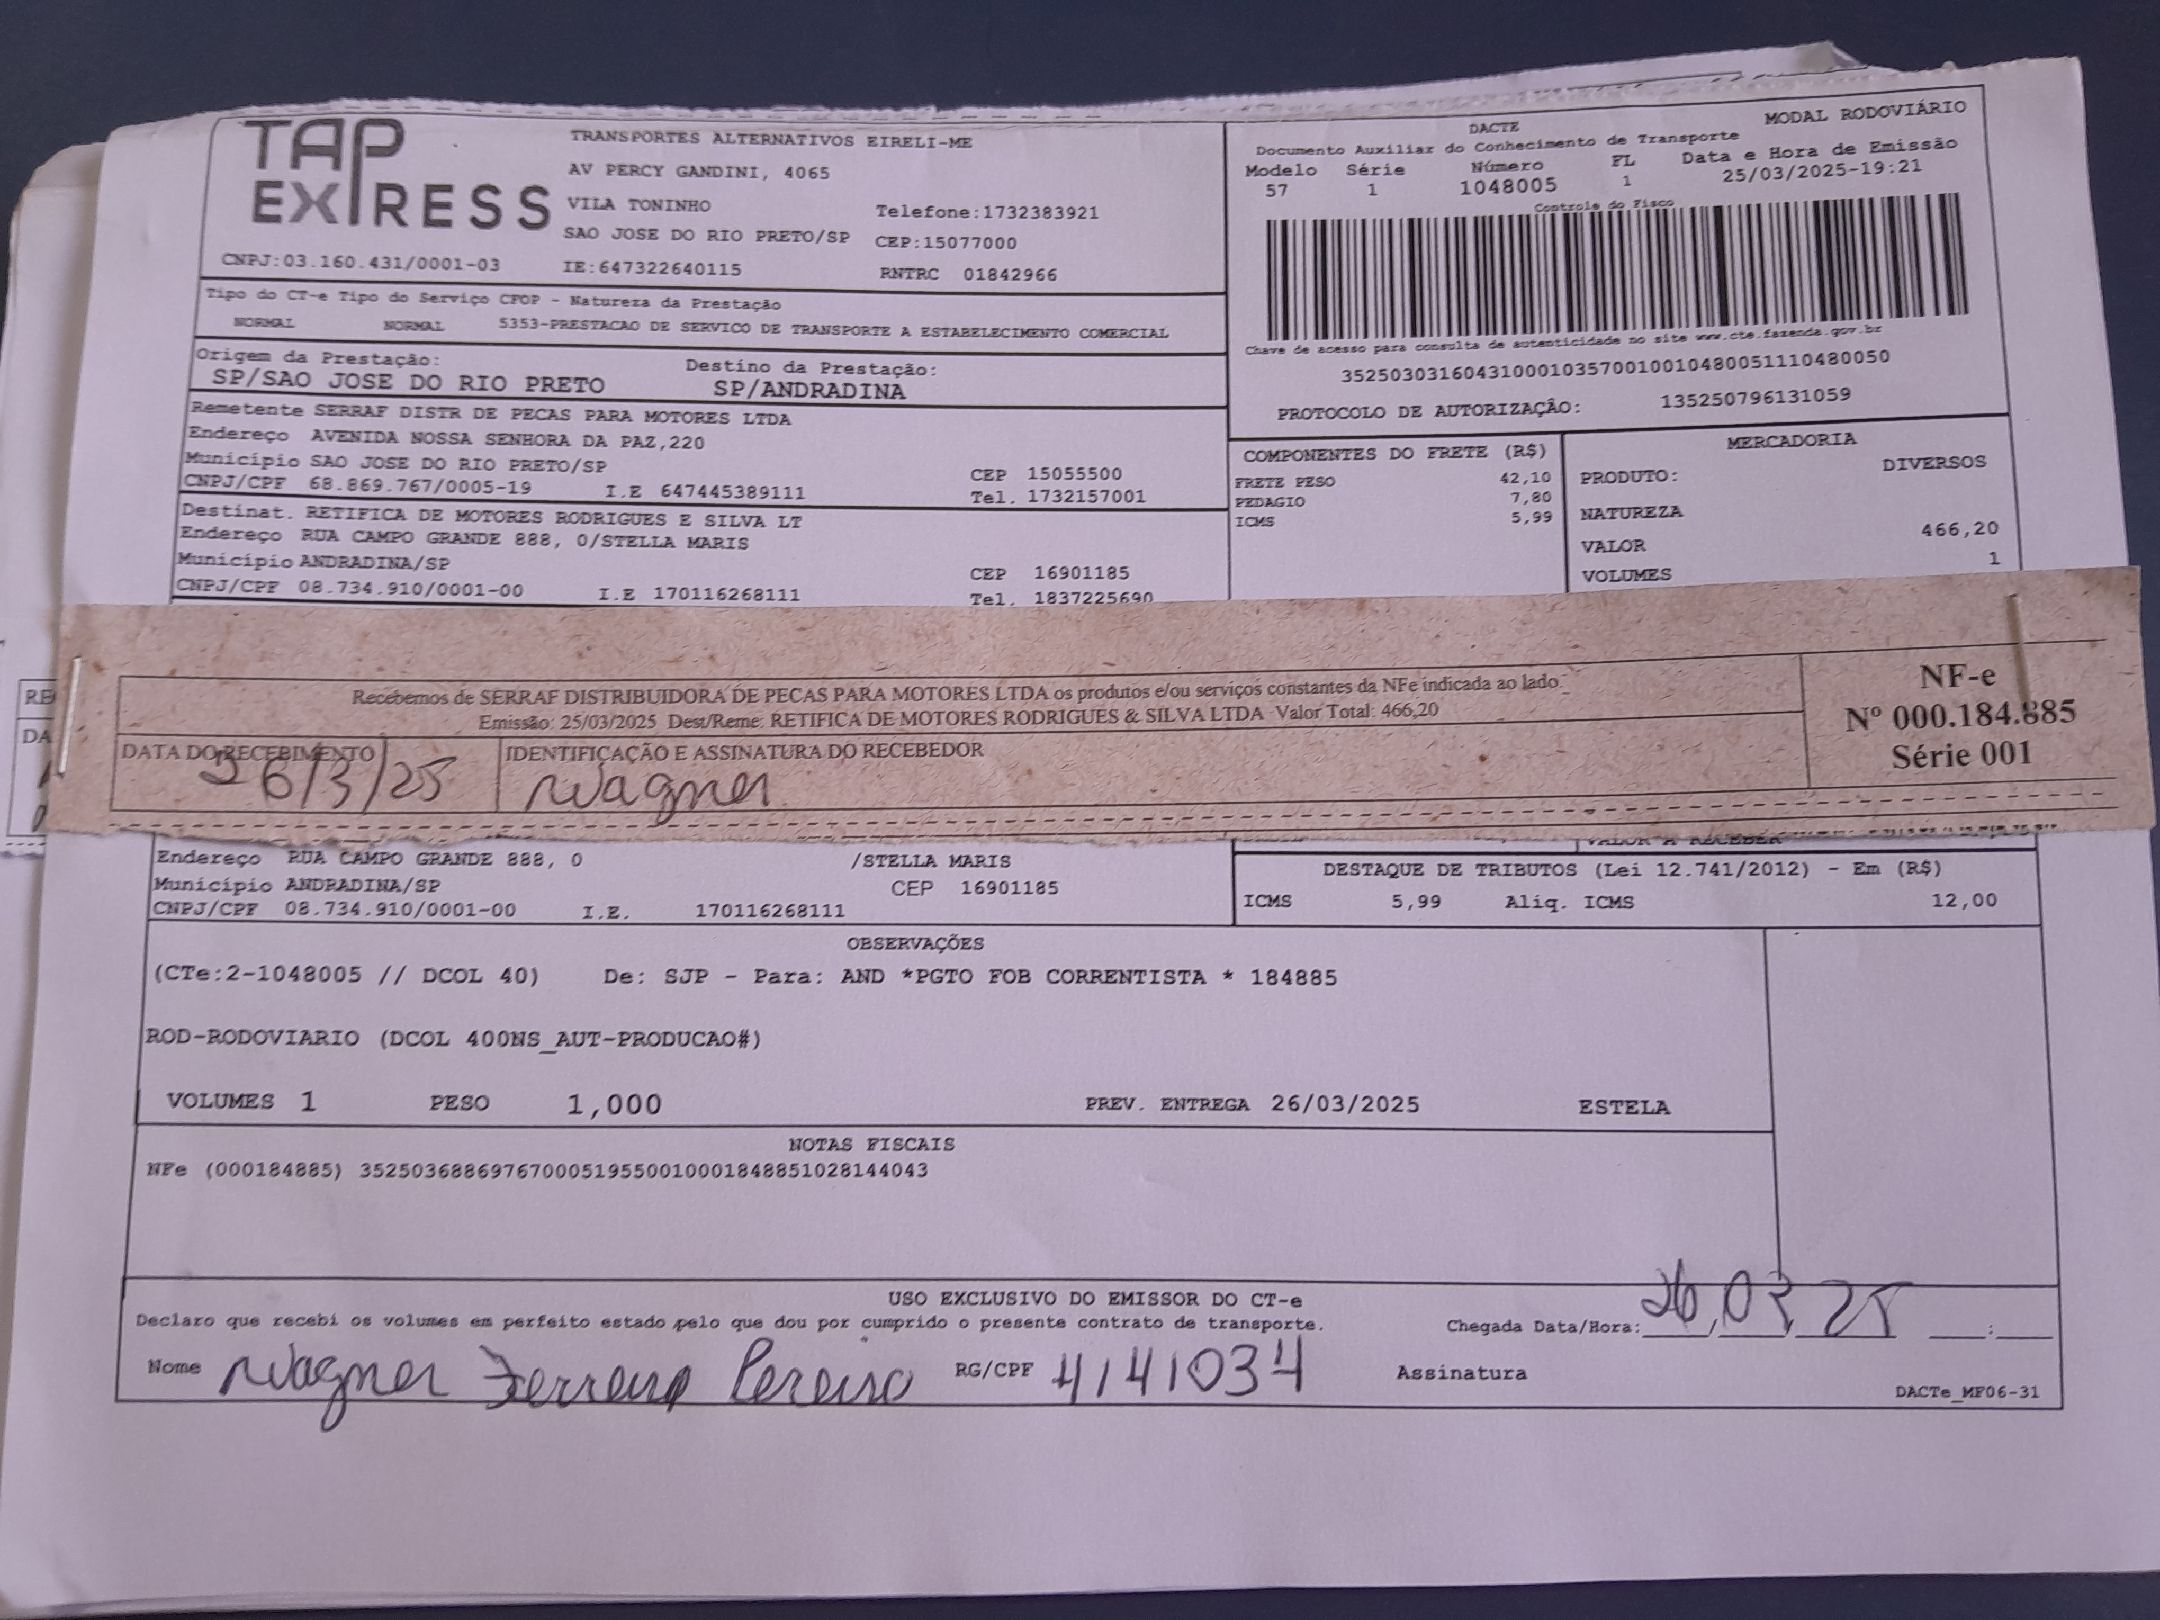 TAP EXPRESS
TRANSPORTES ALTERNATIVOS EIRELI-ME
AV PERCY GANDINI, 4065
VILA TONINHO Telefone:1732383921
SAO JOSE DO RIO PRETO/SP CEP:15077000
CNPJ:03.160.431/0001-03 IE:647322640115 RNTRC 01842966
Tipo do CT-e Tipo do Serviço CFOP - Natureza da Prestação
NORMAL NORMAL 5353-PRESTACAO DE SERVICO DE TRANSPORTE A ESTABELECIMENTO COMERCIAL
Origem da Prestação: Destino da Prestação:
SP/SAO JOSE DO RIO PRETO SP/ANDRADINA
Remetente SERRAF DISTR DE PECAS PARA MOTORES LTDA
Endereço AVENIDA NOSSA SENHORA DA PAZ,220
Município SAO JOSE DO RIO PRETO/SP CEP 15055500
CNPJ/CPF 68.869.767/0005-19 I.E 647445389111 Tel. 1732157001
Destinat. RETIFICA DE MOTORES RODRIGUES E SILVA LT
Endereço RUA CAMPO GRANDE 888, 0/STELLA MARIS
Município ANDRADINA/SP CEP 16901185
CNPJ/CPF 08.734.910/0001-00 I.E 170116268111 Tel. 1837225690
DACTE MODAL RODOVIÁRIO
Documento Auxiliar do Conhecimento de Transporte
Modelo Série Número FL Data e Hora de Emissão
57 1 1048005 1 25/03/2025-19:21
Controle do Fisco
Chave de acesso para consulta de autenticidade no site www.cte.fazenda.gov.br
35250303160431000103570010010480051110480050
PROTOCOLO DE AUTORIZAÇÂO: 135250796131059
COMPONENTES DO FRETE (R$)
FRETE PESO 42,10
PEDAGIO 7,80
ICMS 5,99
MERCADORIA
PRODUTO: DIVERSOS
NATUREZA
VALOR 466,20
VOLUMES 1
RE
DA
Recebemos de SERRAF DISTRIBUIDORA DE PECAS PARA MOTORES LTDA os produtos e/ou serviços constantes da NFe indicada ao lado.
Emissão: 25/03/2025 Dest/Reme: RETIFICA DE MOTORES RODRIGUES & SILVA LTDA Valor Total: 466,20
DATA DO RECEBIMENTO IDENTIFICAÇÃO E ASSINATURA DO RECEBEDOR
26/3/25 Wagner
NF-e
Nº 000.184.885
Série 001
VALOR A RECEBER
Endereço RUA CAMPO GRANDE 888, 0 /STELLA MARIS
Município ANDRADINA/SP CEP 16901185
CNPJ/CPF 08.734.910/0001-00 I.E. 170116268111
DESTAQUE DE TRIBUTOS (Lei 12.741/2012) - Em (R$)
ICMS 5,99 Aliq. ICMS 12,00
OBSERVAÇÕES
(CTe:2-1048005 // DCOL 40) De: SJP - Para: AND *PGTO FOB CORRENTISTA * 184885
ROD-RODOVIARIO (DCOL 400NS_AUT-PRODUCAO#)
VOLUMES 1 PESO 1,000 PREV. ENTREGA 26/03/2025 ESTELA
NOTAS FISCAIS
NFe (000184885) 35250368869767000519550010001848851028144043
USO EXCLUSIVO DO EMISSOR DO CT-e
Declaro que recebi os volumes em perfeito estado pelo que dou por cumprido o presente contrato de transporte. Chegada Data/Hora: 26,03,25 :
Nome Wagner Ferreira Pereira RG/CPF 4141034 Assinatura
DACTe_MF06-31